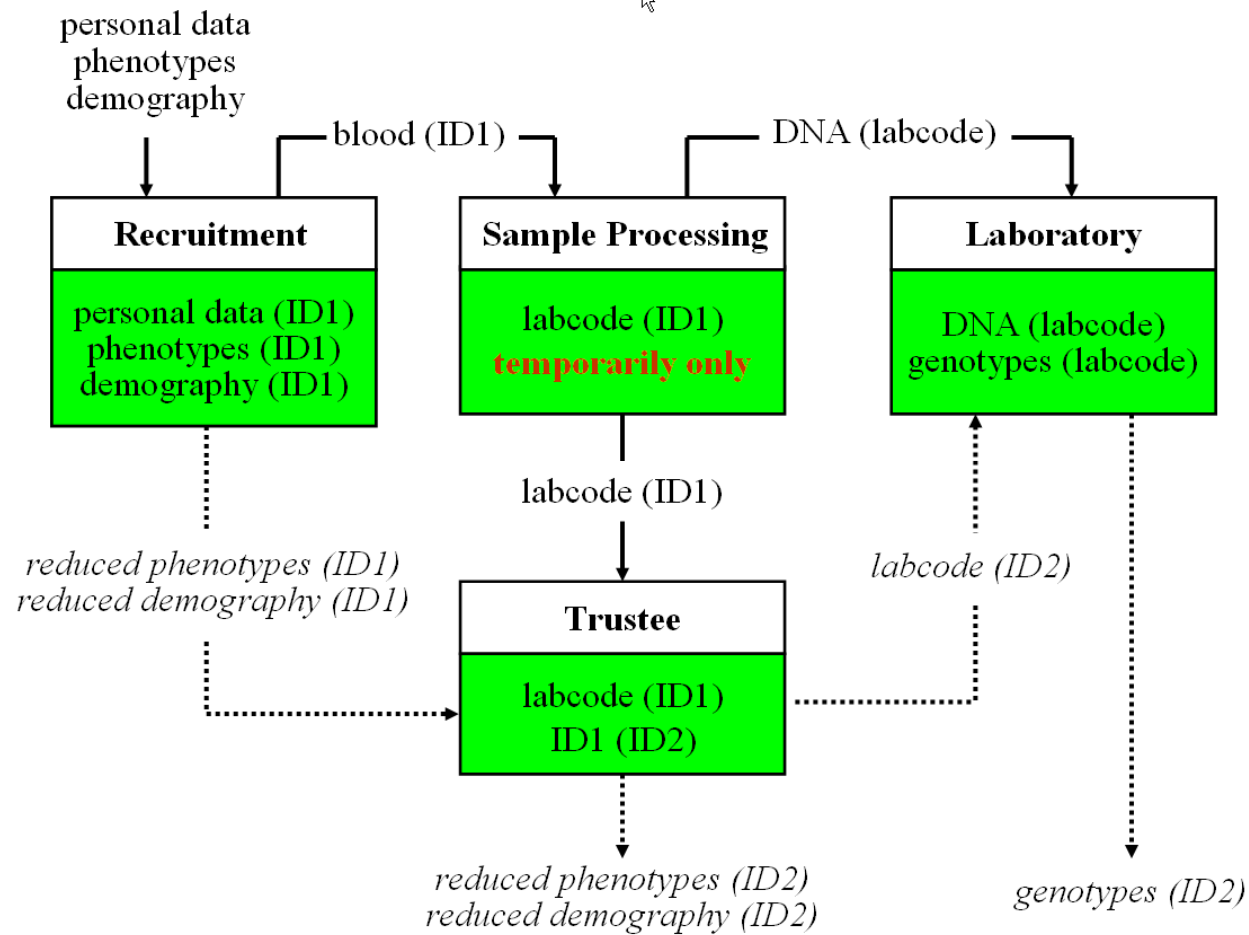 personal data
phenotypes
demography
blood (ID1)
DNA (labcode)
Recruitment
personal data (ID1)
phenotypes (ID1)
demography (ID1)
Sample Processing
labcode (ID1)
temporarily only
Laboratory
DNA (labcode)
genotypes (labcode)
labcode (ID1)
reduced phenotypes (ID1)
reduced demography (ID1)
labcode (ID2)
Trustee
labcode (ID1)
ID1 (ID2)
reduced phenotypes (ID2)
reduced demography (ID2)
genotypes (ID2)